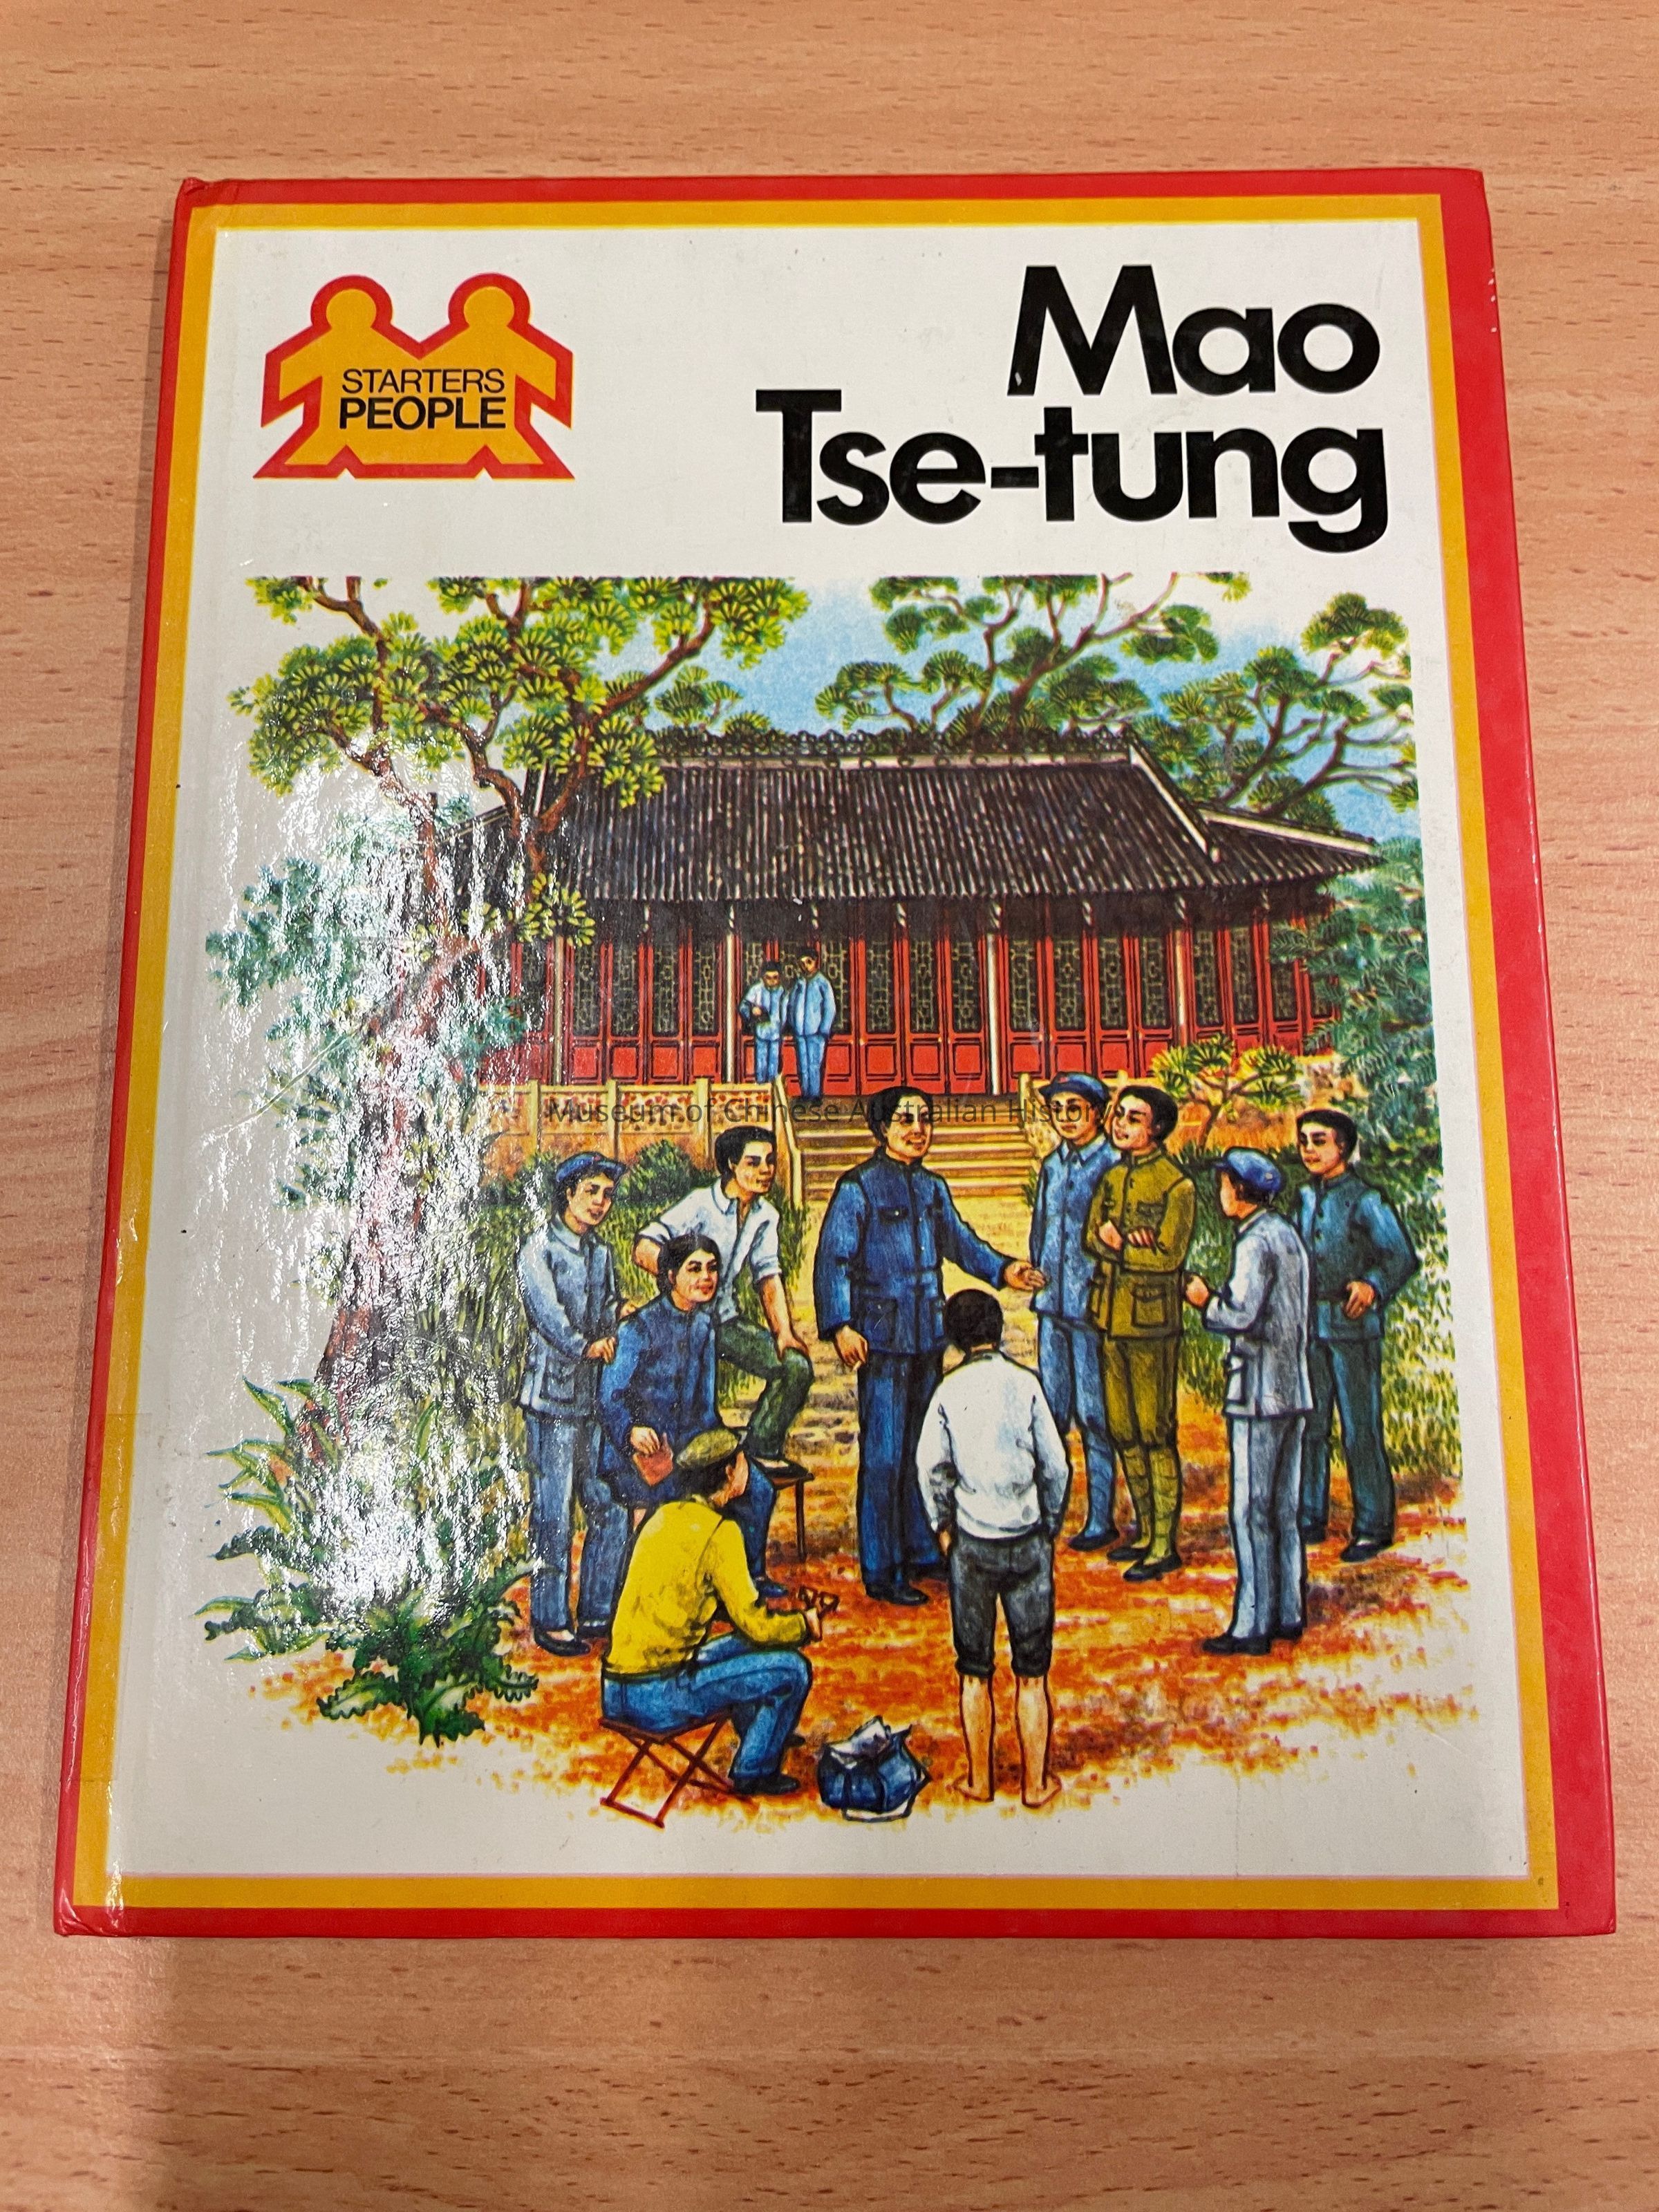 STARTERS
PEOPLE
Mao
Tse-tung
Museum of Chinese Australian History